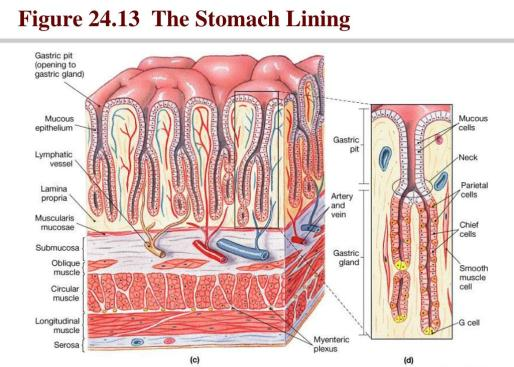 Figure 24.13 The Stomach Lining
Gastric pit
(opening to
gastric gland)
Mucous
epithelium
Lymphatic
vessel
Lamina
propria
Muscularis
mucosae
Submucosa
Oblique
muscle
Circular
muscle
Longitudinal
muscle
Serosa
(c)
Artery
and
vein
Myenteric
plexus
Gastric
pit
Gastric
gland
Mucous
cells
Neck
Parietal
cells
Chief
cells
Smooth
muscle
cell
G cell
(d)